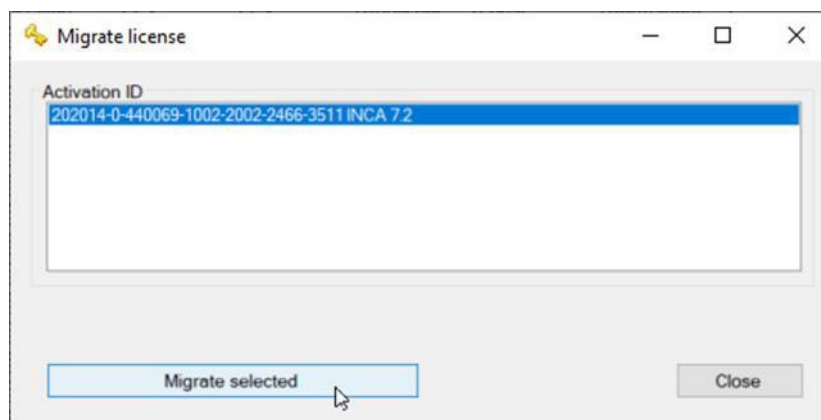 Migrate license
Activation ID
202014-0-440069-1002-2002-2466-3511 INCA 7.2
Migrate selected
Close